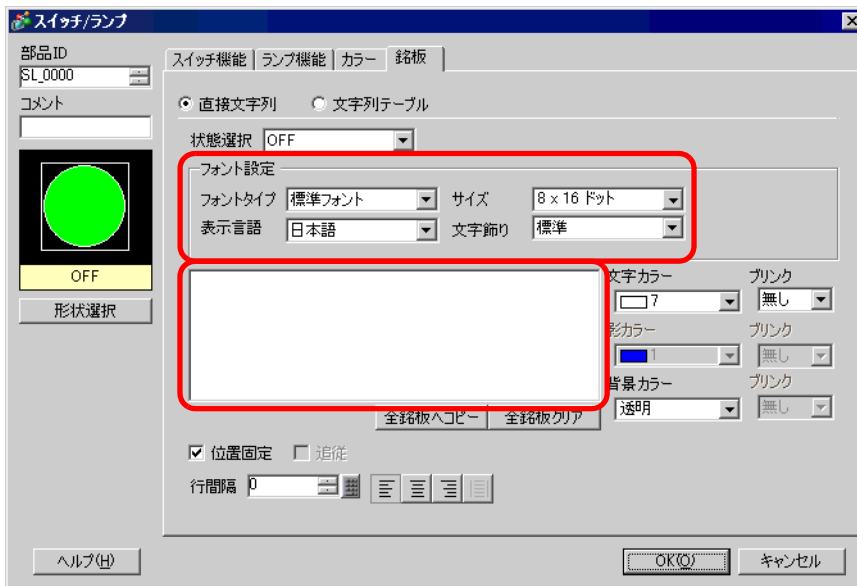 スイッチ/ランプ
部品ID
SL_0000
コメント
OFF
形状選択
スイッチ機能 ランプ機能 カラー 銘板
直接文字列 文字列テーブル
状態選択 OFF
フォント設定
フォントタイプ 標準フォント サイズ 8 x 16 ドット
表示言語 日本語 文字飾り 標準
文字カラー ブリンク
7 無し
影カラー ブリンク
1 無し
背景カラー ブリンク
透明 無し
全銘板へコピー 全銘板クリア
位置固定 追従
行間隔 0
ヘルプ(H) OK(O) キャンセル